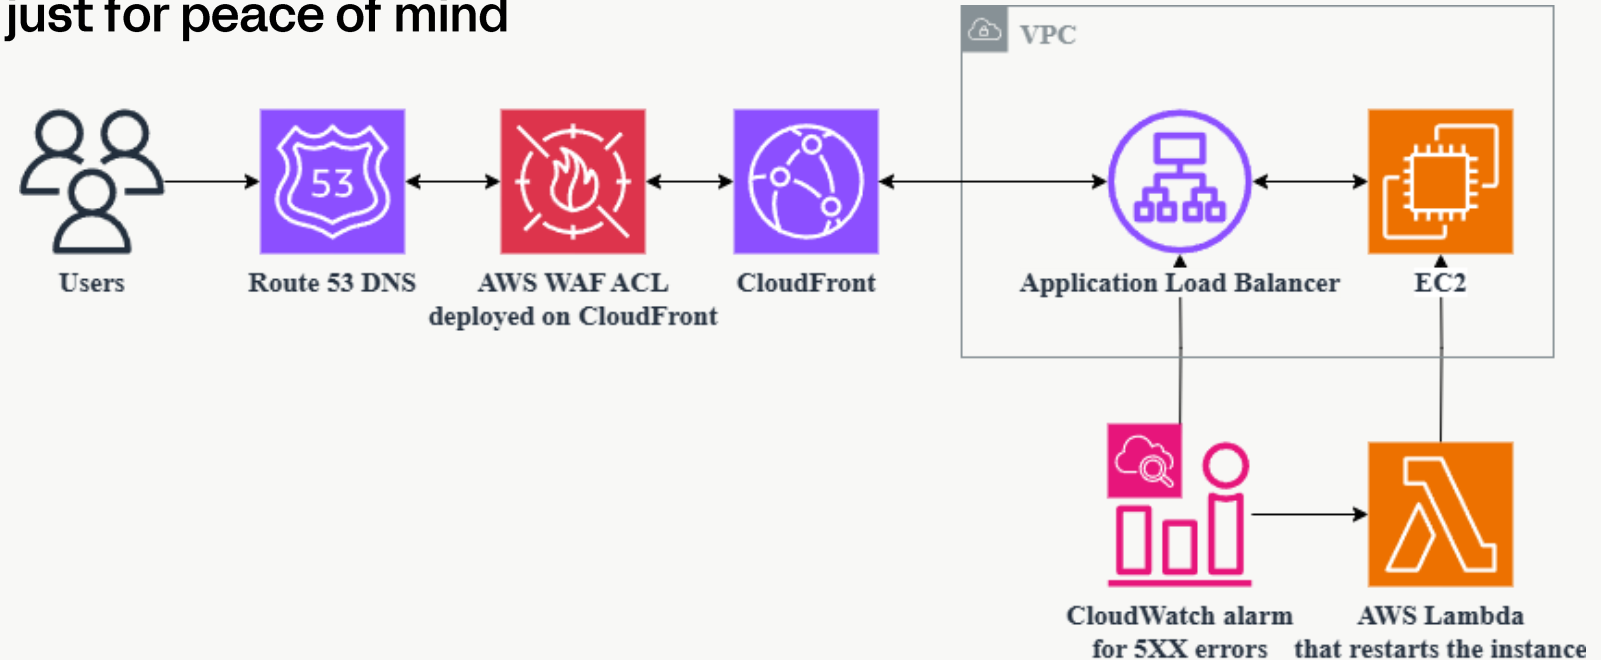 just for peace of mind
VPC
53
Users
Route 53 DNS
AWS WAF ACL
deployed on CloudFront
CloudFront
Application Load Balancer
EC2
CloudWatch alarm
for 5XX errors
AWS Lambda
that restarts the instance